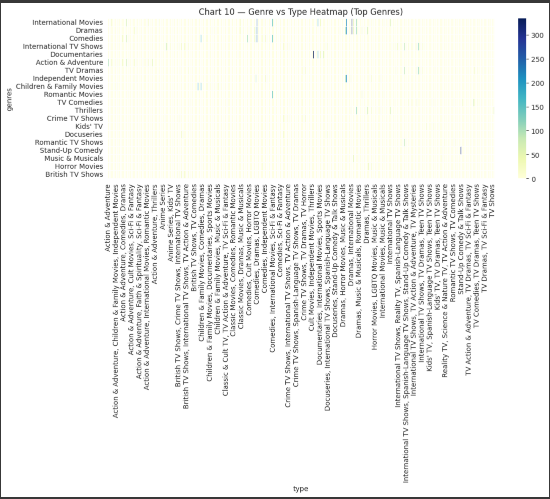 Chart 10 — Genre vs Type Heatmap (Top Genres)
genres
International Movies
Dramas
Comedies
International TV Shows
Documentaries
Action & Adventure
TV Dramas
Independent Movies
Children & Family Movies
Romantic Movies
TV Comedies
Thrillers
Crime TV Shows
Kids' TV
Docuseries
Romantic TV Shows
Stand-Up Comedy
Music & Musicals
Horror Movies
British TV Shows
300
250
200
150
100
50
0
Action & Adventure
Action & Adventure, Children & Family Movies, Independent Movies
Action & Adventure, Comedies, Dramas
Action & Adventure, Cult Movies, Sci-Fi & Fantasy
Action & Adventure, Faith & Spirituality, Sci-Fi & Fantasy
Action & Adventure, International Movies, Romantic Movies
Action & Adventure, Thrillers
Anime Series
Anime Series, Kids' TV
British TV Shows, Crime TV Shows, International TV Shows
British TV Shows, International TV Shows, TV Action & Adventure
British TV Shows, TV Comedies
Children & Family Movies, Comedies, Dramas
Children & Family Movies, Documentaries, Sports Movies
Children & Family Movies, Music & Musicals
Classic & Cult TV, TV Action & Adventure, TV Sci-Fi & Fantasy
Classic Movies, Comedies, Romantic Movies
Classic Movies, Dramas, Music & Musicals
Comedies, Cult Movies, Horror Movies
Comedies, Dramas, LGBTQ Movies
Comedies, Independent Movies
Comedies, International Movies, Sci-Fi & Fantasy
Comedies, Sci-Fi & Fantasy
Crime TV Shows, International TV Shows, TV Action & Adventure
Crime TV Shows, Spanish-Language TV Shows, TV Dramas
Crime TV Shows, TV Dramas, TV Horror
Cult Movies, Independent Movies, Thrillers
Documentaries, International Movies, Sports Movies
Docuseries, International TV Shows, Spanish-Language TV Shows
Docuseries, Stand-Up Comedy & Talk Shows
Dramas, Horror Movies, Music & Musicals
Dramas, International Movies
Dramas, Music & Musicals, Romantic Movies
Dramas, Thrillers
Horror Movies, LGBTQ Movies, Music & Musicals
International Movies, Music & Musicals
International TV Shows
International TV Shows, Reality TV, Spanish-Language TV Shows
International TV Shows, Spanish-Language TV Shows, Stand-Up Comedy & Talk Shows
International TV Shows, TV Action & Adventure, TV Mysteries
International TV Shows, TV Dramas, Teen TV Shows
Kids' TV, Spanish-Language TV Shows, Teen TV Shows
Kids' TV, TV Dramas, Teen TV Shows
Reality TV, Science & Nature TV, TV Action & Adventure
Romantic TV Shows, TV Comedies
Stand-Up Comedy & Talk Shows
TV Action & Adventure, TV Dramas, TV Sci-Fi & Fantasy
TV Comedies, TV Dramas, Teen TV Shows
TV Dramas, TV Sci-Fi & Fantasy
TV Shows
type